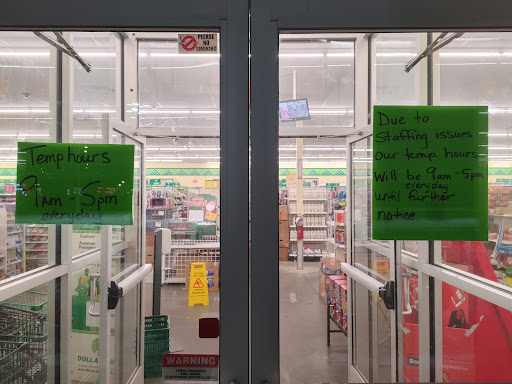 PLEASE
NO
SMOKING
Temp hours
9AM - 5pm
everyday
Due to
Staffing issues
Our temp. hours
Will be 9am - 5pm
everyday
until further
notice
DOLLA
WARNING